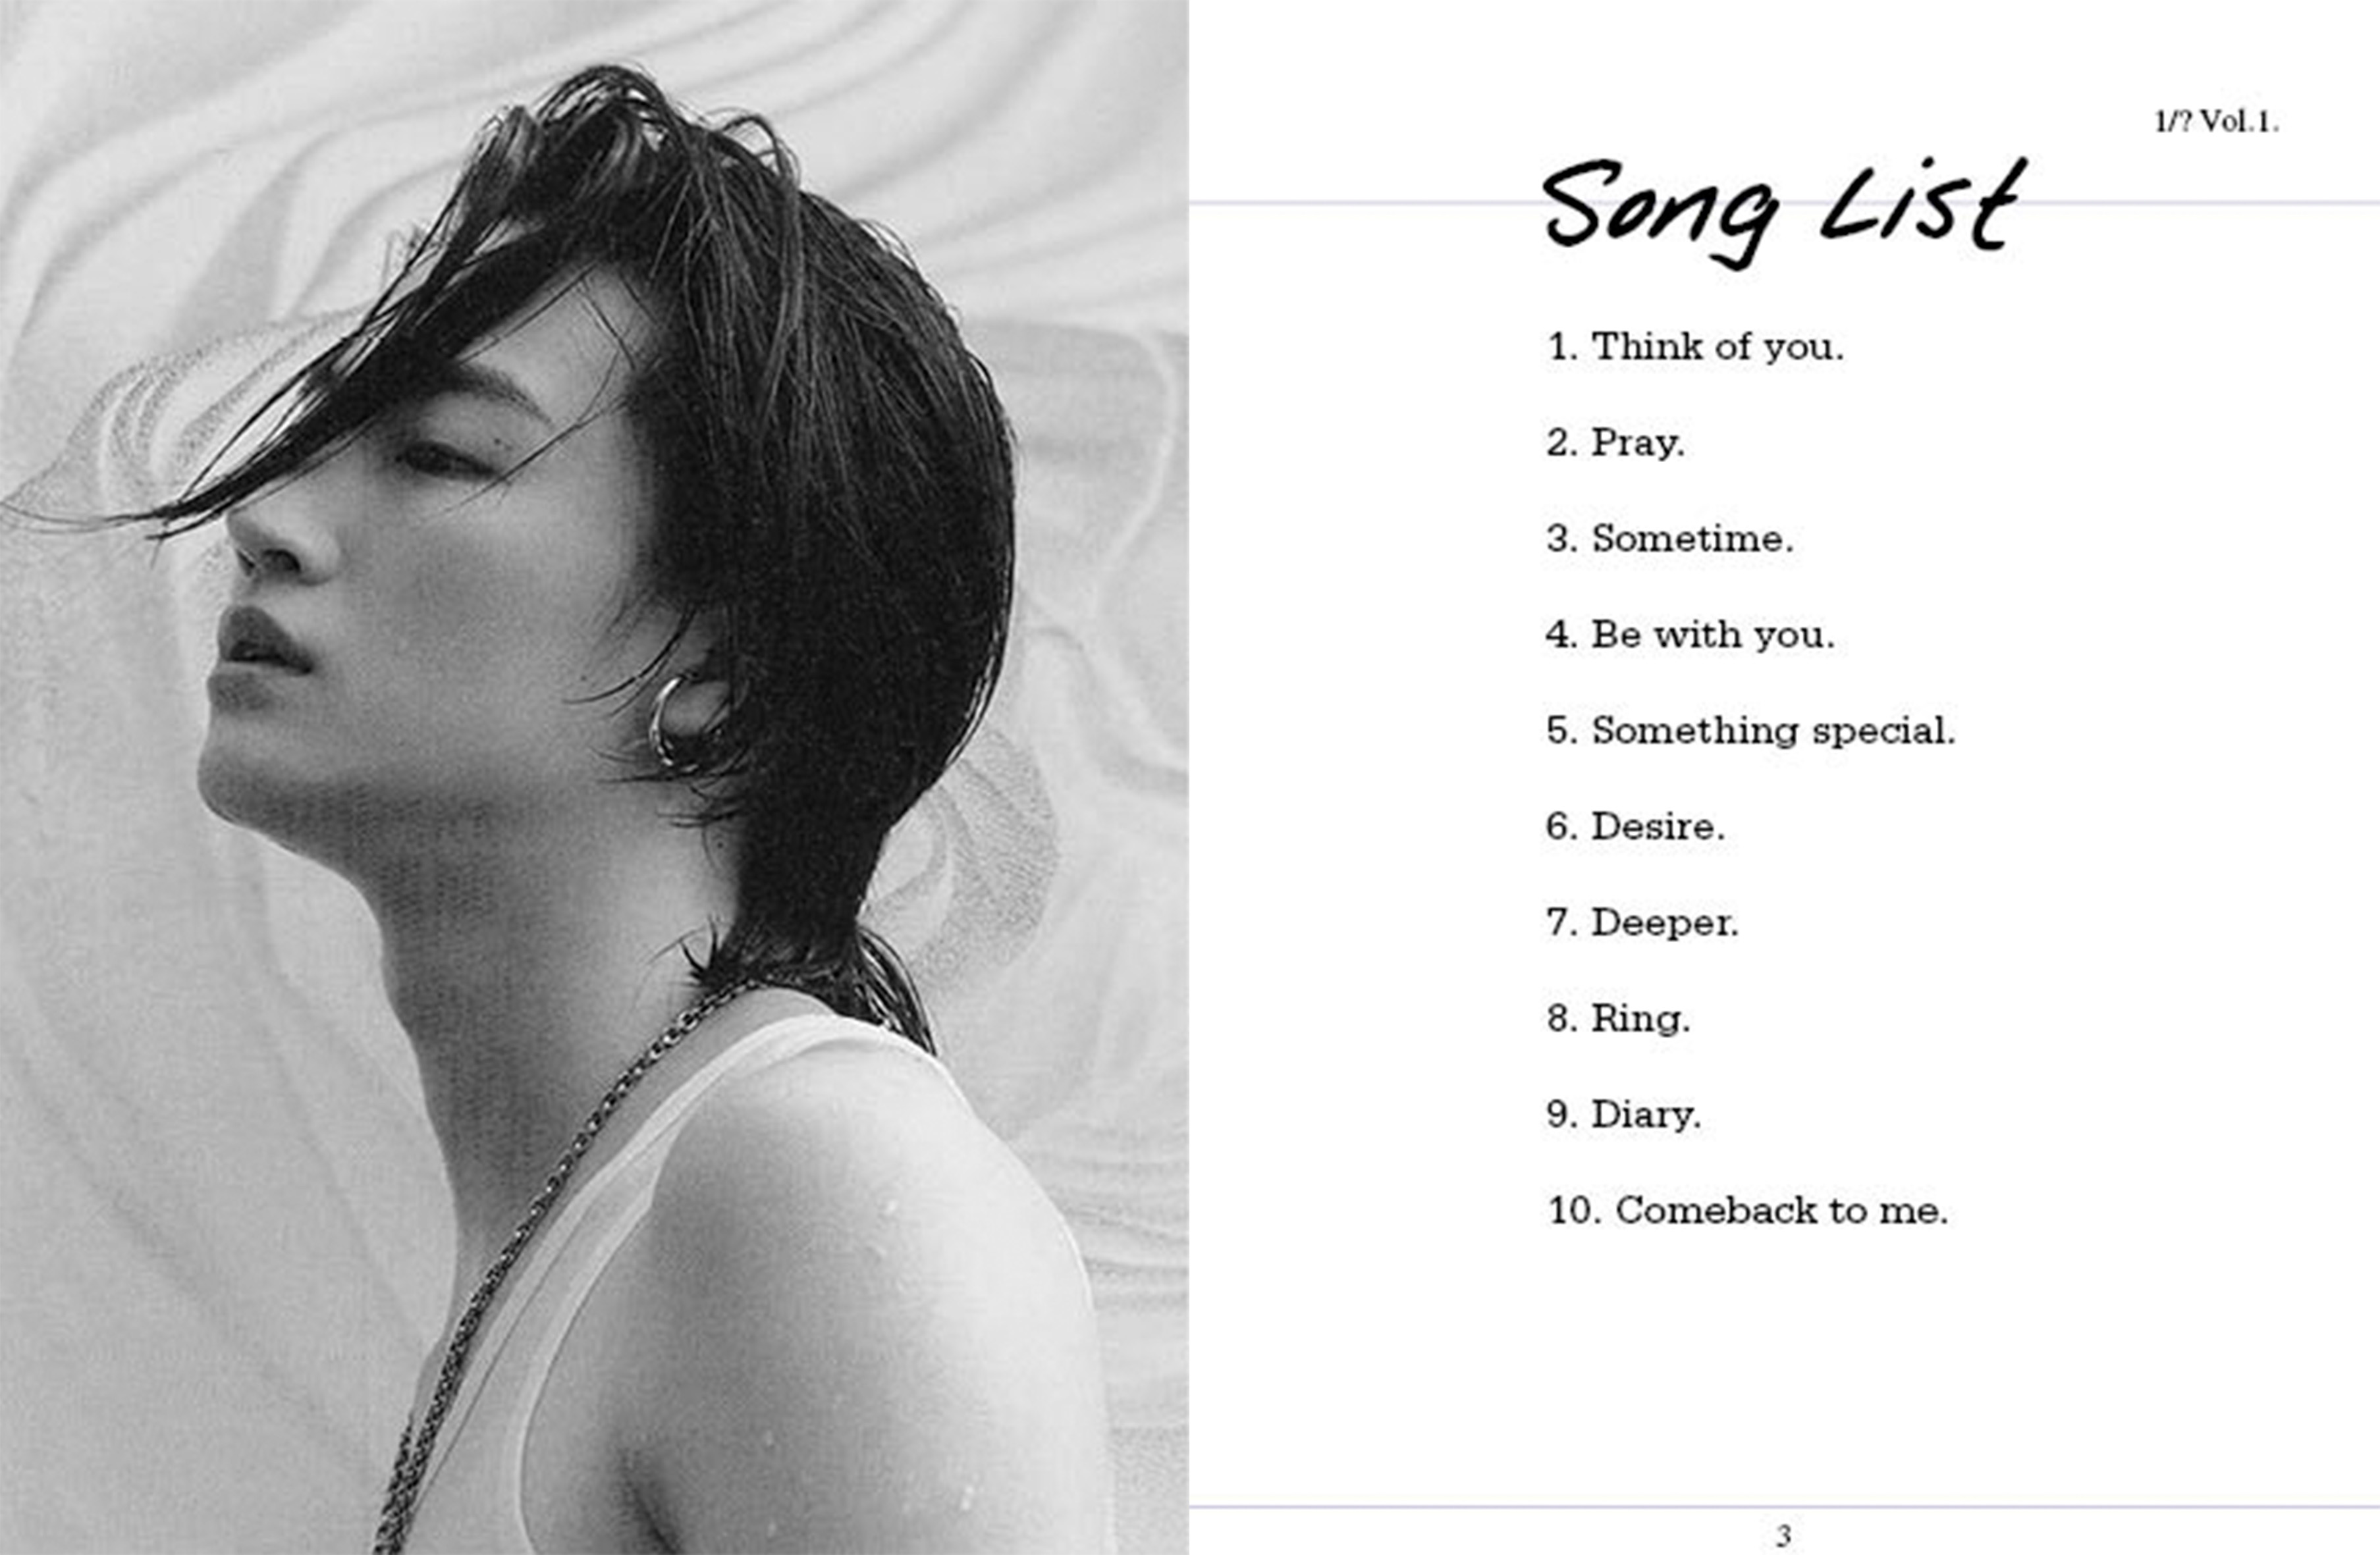 1/? Vol.1.
Song List
1. Think of you.
2. Pray.
3. Sometime.
4. Be with you.
5. Something special.
6. Desire.
7. Deeper.
8. Ring.
9. Diary.
10. Comeback to me.
3